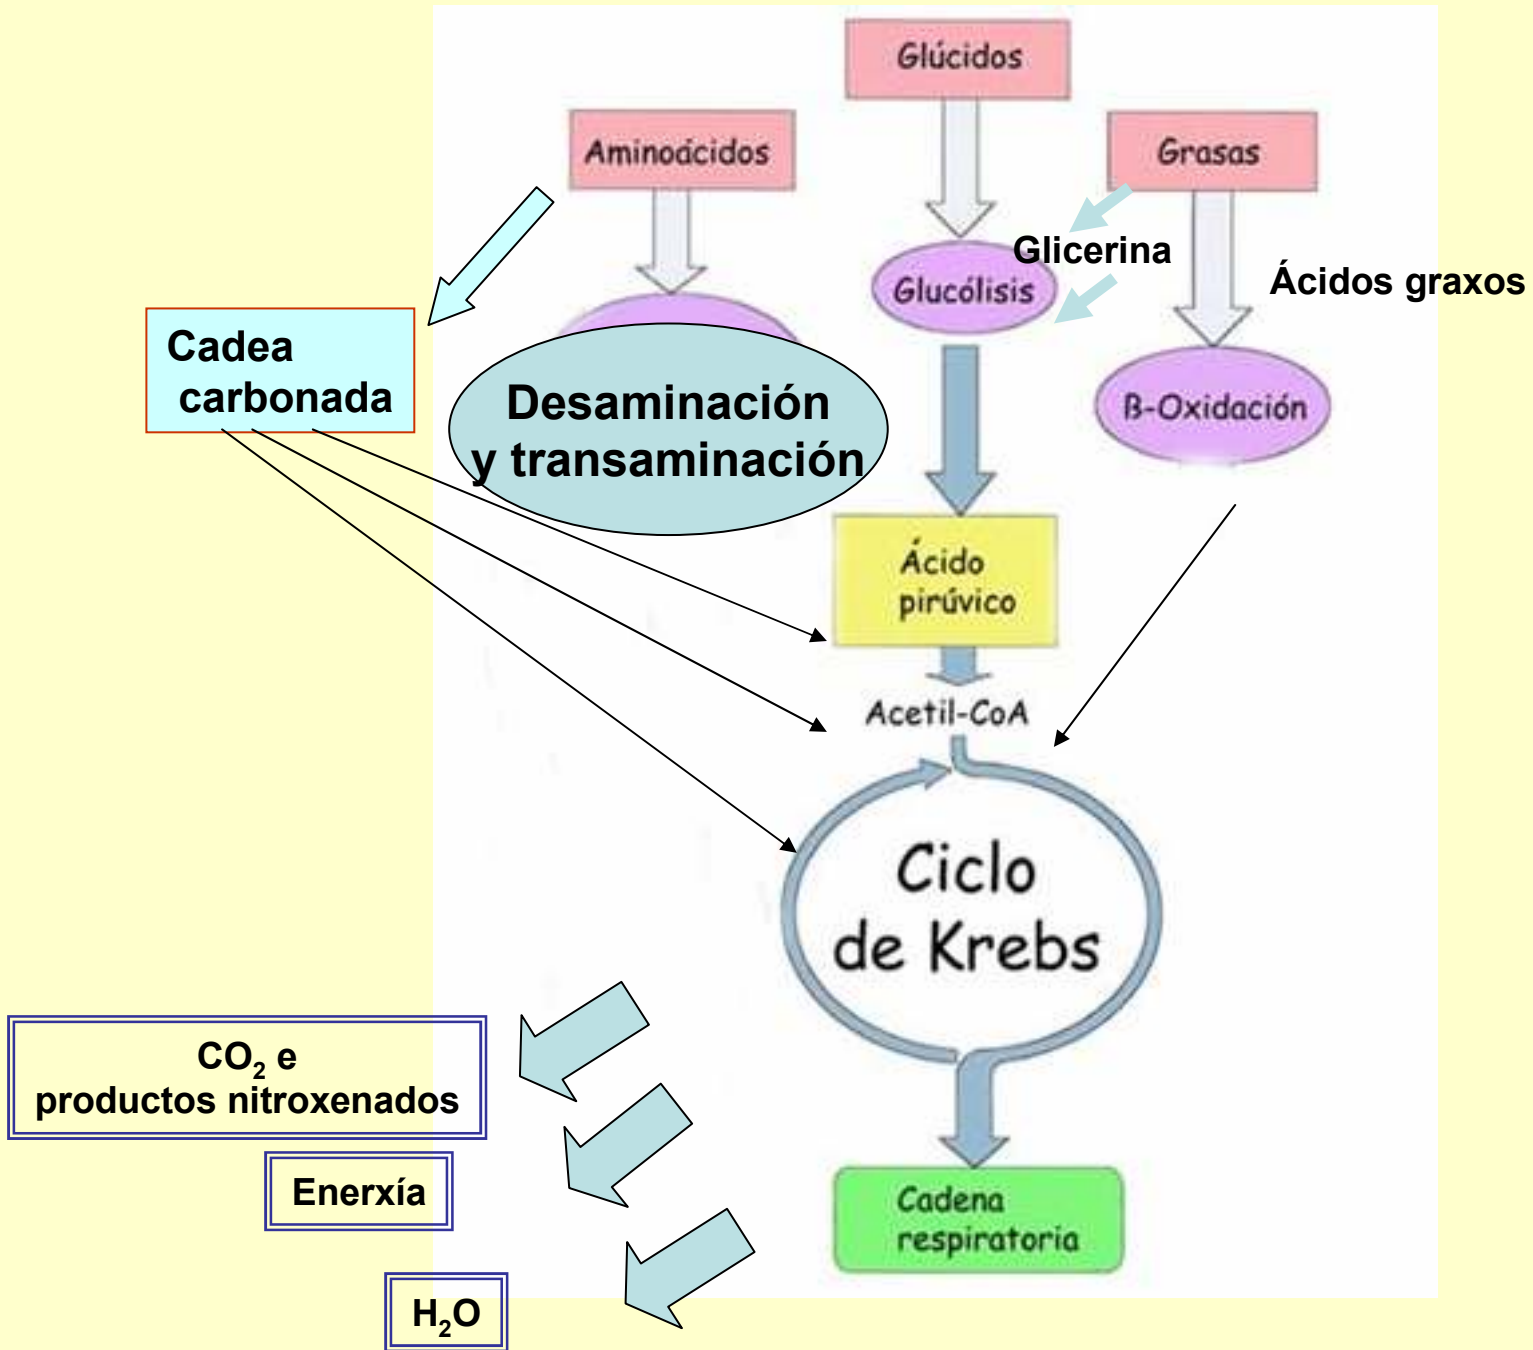 Glúcidos
Aminoácidos
Grasas
Glicerina
Glucólisis
Ácidos graxos
Cadea
carbonada
Desaminación
y transaminación
β-Oxidación
Ácido
pirúvico
Acetil-CoA
Ciclo
de Krebs
CO₂ e
productos nitroxenados
Enerxía
Cadena
respiratoria
H₂O